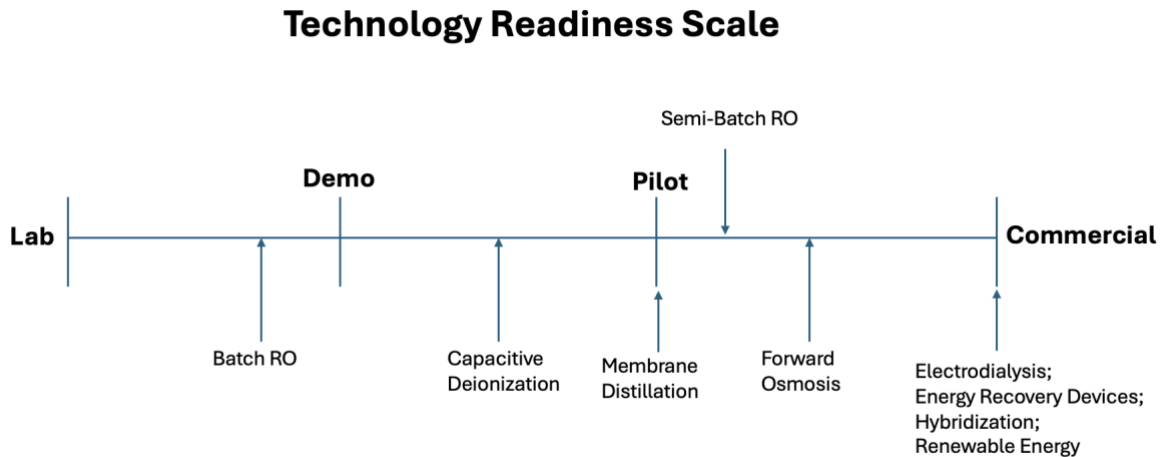 Technology Readiness Scale
Semi-Batch RO
Demo
Pilot
Lab
Commercial
Batch RO
Capacitive
Deionization
Membrane
Distillation
Forward
Osmosis
Electrodialysis;
Energy Recovery Devices;
Hybridization;
Renewable Energy